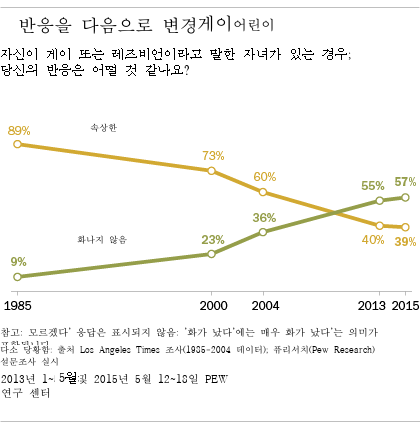 반응을 다음으로 변경게이어린이
자신이 게이 또는 레즈비언이라고 말한 자녀가 있는 경우;
당신의 반응은 어떨 것 같나요?
89%
속상한
73%
60%
55%
57%
화나지 않음
9%
23%
36%
40%
39%
1985
2000
2004
2013
2015
참고: 모르겠다' 응답은 표시되지 않음: '화가 났다'에는 매우 화가 났다'는 의미가
다소 당황함: 출처 Los Angeles Times 조사(1985-2004 데이터); 퓨리서치(Pew Research)
설문조사 실시
2013년 1~ 5월및 2015년 5월 12~18일 PEW
연구 센터